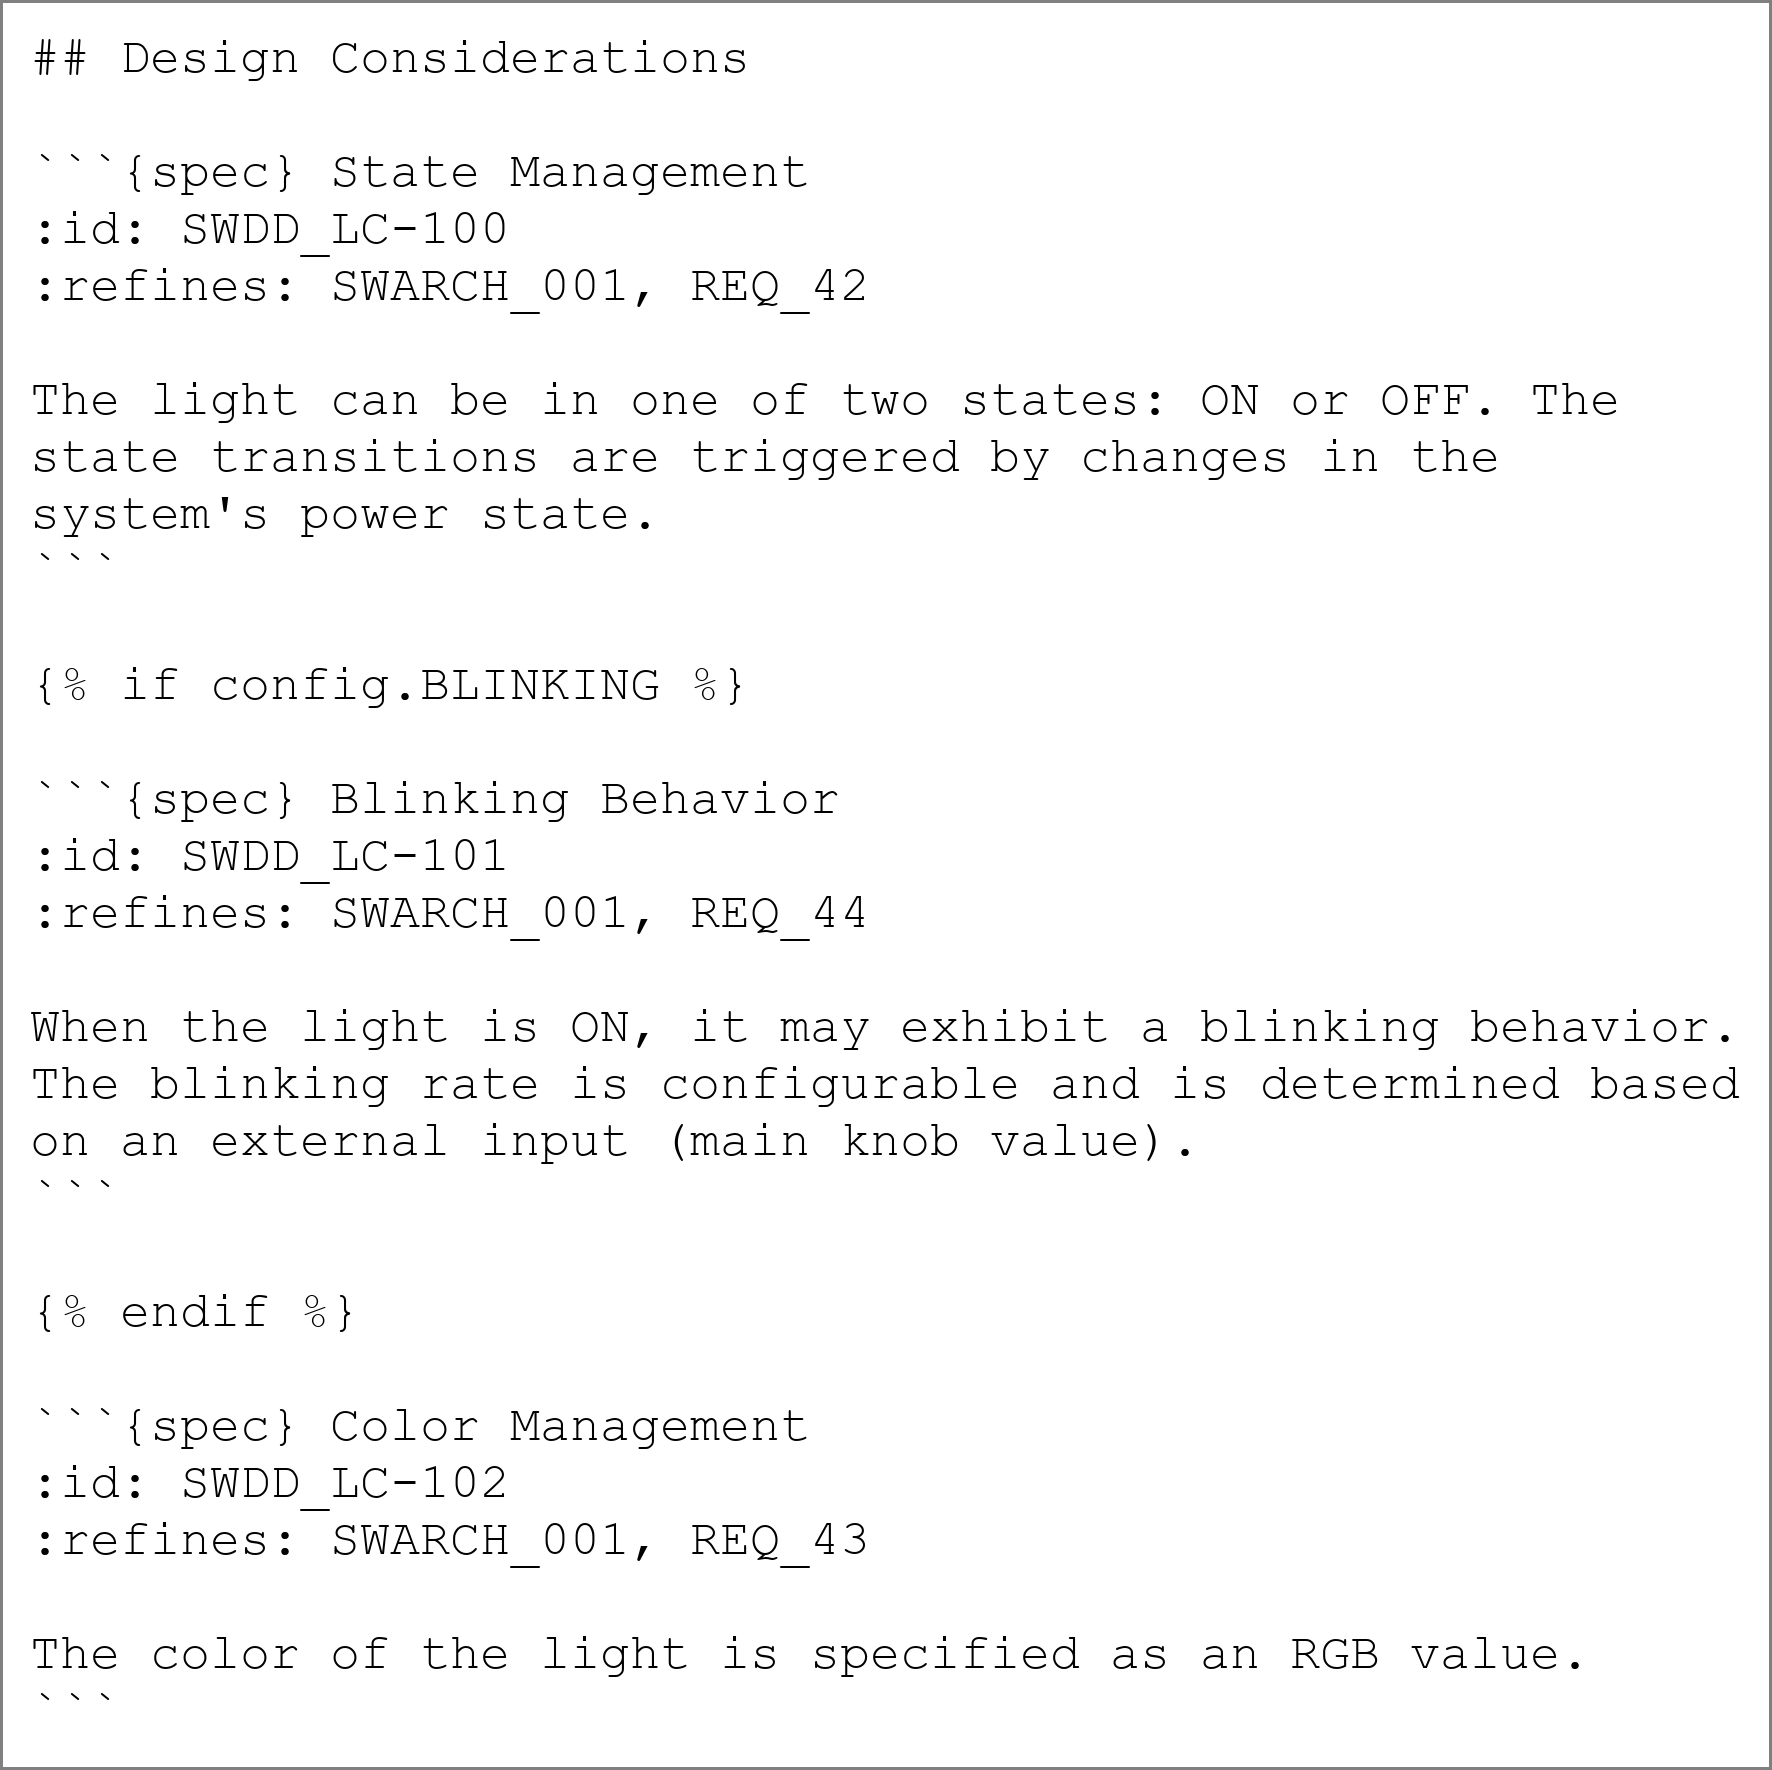 ## Design Considerations
```{spec} State Management
:id: SWDD_LC-100
:refines: SWARCH_001, REQ_42
The light can be in one of two states: ON or OFF. The
state transitions are triggered by changes in the
system's power state.
```
{% if config.BLINKING %}
```{spec} Blinking Behavior
:id: SWDD_LC-101
:refines: SWARCH_001, REQ_44
When the light is ON, it may exhibit a blinking behavior.
The blinking rate is configurable and is determined based
on an external input (main knob value).
```
{% endif %}
```{spec} Color Management
:id: SWDD_LC-102
:refines: SWARCH_001, REQ_43
The color of the light is specified as an RGB value.
```